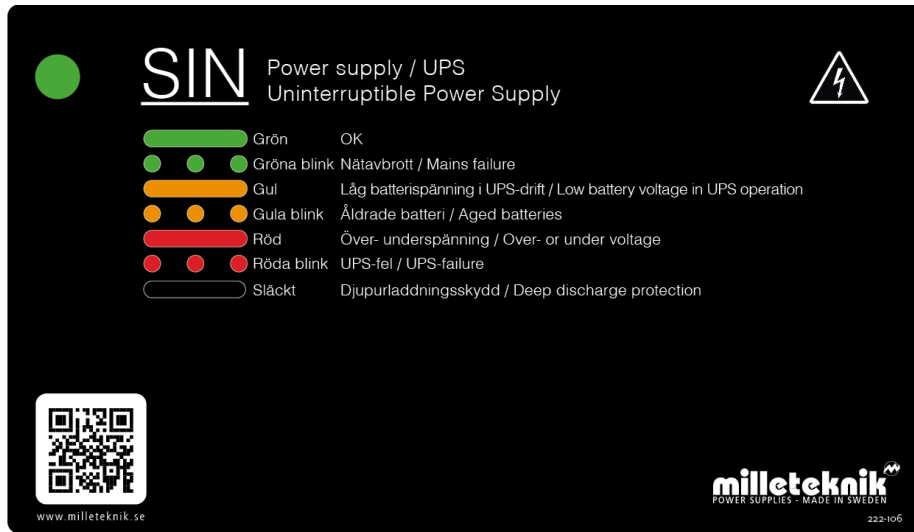 SIN
Power supply / UPS
Uninterruptible Power Supply
Grön OK
Gröna blink Nätavbrott / Mains failure
Gul Låg batterispänning i UPS-drift / Low battery voltage in UPS operation
Gula blink Åldrade batteri / Aged batteries
Röd Över- underspänning / Over- or under voltage
Röda blink UPS-fel / UPS-failure
Släckt Djupurladdningsskydd / Deep discharge protection
www.milleteknik.se
milleteknik
POWER SUPPLIES - MADE IN SWEDEN
222-106